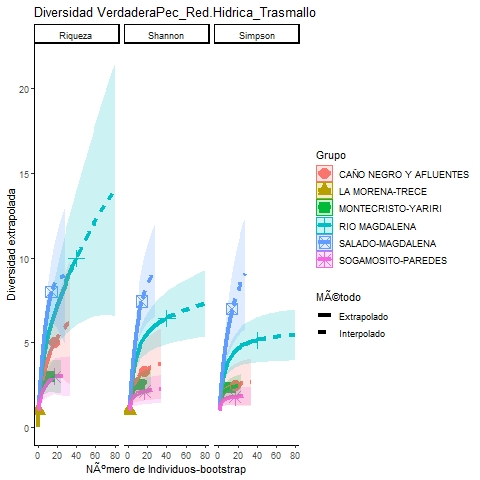 Diversidad VerdaderaPec_Red.Hidrica_Trasmallo
Riqueza Shannon Simpson
Diversidad extrapolada
20
15
10
5
0
0 20 40 60 80 0 20 40 60 80 0 20 40 60 80
NÃºmero de Individuos-bootstrap
Grupo
CAÑO NEGRO Y AFLUENTES
LA MORENA-TRECE
MONTECRISTO-YARIRI
RIO MAGDALENA
SALADO-MAGDALENA
SOGAMOSITO-PAREDES
MÃ©todo
Extrapolado
Interpolado